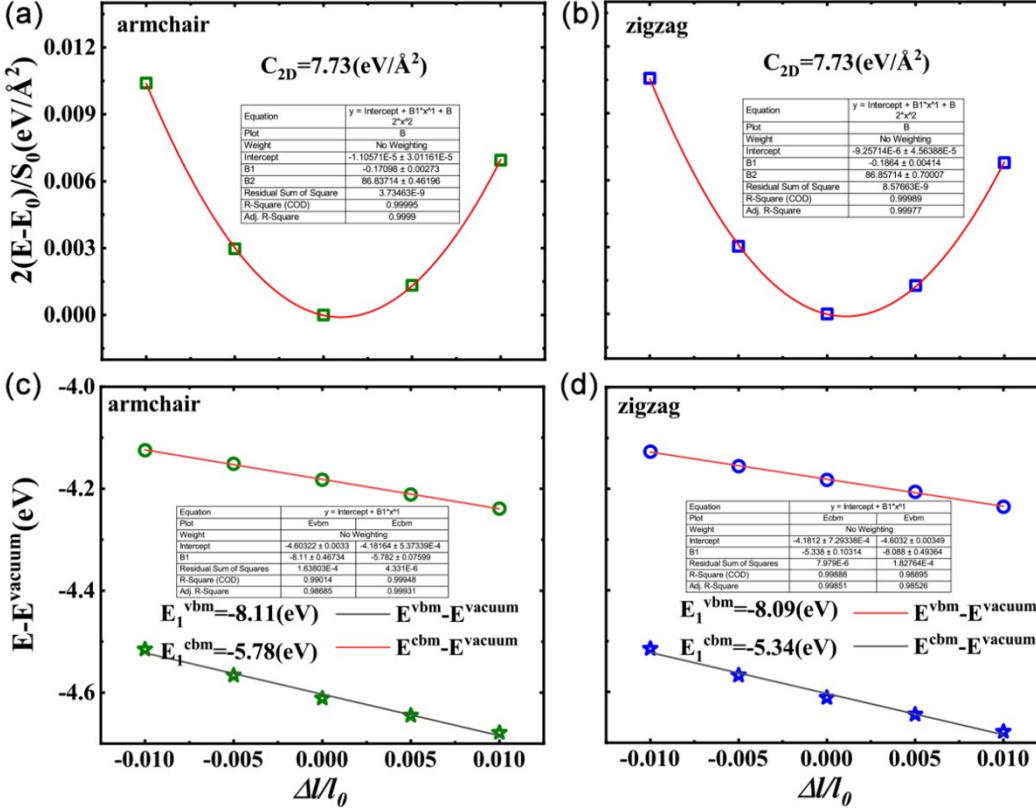 (a)
armchair
C2D=7.73(eV/Å2)
Equation y = Intercept + B1*x^1 + B
2*x^2
Plot B
Weight No Weighting
Intercept -1.10571E-5 ± 3.01161E-5
B1 -0.17098 ± 0.00273
B2 86.83714 ± 0.46196
Residual Sum of Square 3.73463E-9
R-Square (COD) 0.99995
Adj. R-Square 0.9999
2(E-E0)/S0(eV/Å2)
0.012
0.009
0.006
0.003
0.000
(b)
zigzag
C2D=7.73(eV/Å2)
Equation y = Intercept + B1*x^1 + B
2*x^2
Plot B
Weight No Weighting
Intercept -9.25714E-6 ± 4.56388E-5
B1 -0.1864 ± 0.00414
B2 86.85714 ± 0.70007
Residual Sum of Square 8.57663E-9
R-Square (COD) 0.99989
Adj. R-Square 0.99977
(c)
armchair
Equation y = Intercept + B1*x^1
Plot Evbm Ecbm
Weight No Weighting
Intercept -4.60322 ± 0.0033 -4.18164 ± 5.37339E-4
B1 -8.11 ± 0.46734 -5.782 ± 0.07599
Residual Sum of Squares 1.63803E-4 4.331E-6
R-Square (COD) 0.99014 0.99948
Adj. R-Square 0.98685 0.99931
E1vbm=-8.11(eV) Evbm-Evacuum
E1cbm=-5.78(eV) Ecbm-Evacuum
E-Evacuum(eV)
-4.0
-4.2
-4.4
-4.6
-0.010 -0.005 0.000 0.005 0.010
Δl/l0
(d)
zigzag
Equation y = Intercept + B1*x^1
Plot Ecbm Evbm
Weight No Weighting
Intercept -4.1812 ± 7.29338E-4 -4.6032 ± 0.00349
B1 -5.338 ± 0.10314 -8.088 ± 0.49364
Residual Sum of Squares 7.979E-6 1.82764E-4
R-Square (COD) 0.99888 0.98895
Adj. R-Square 0.99851 0.98526
E1vbm=-8.09(eV) Evbm-Evacuum
E1cbm=-5.34(eV) Ecbm-Evacuum
-0.010 -0.005 0.000 0.005 0.010
Δl/l0